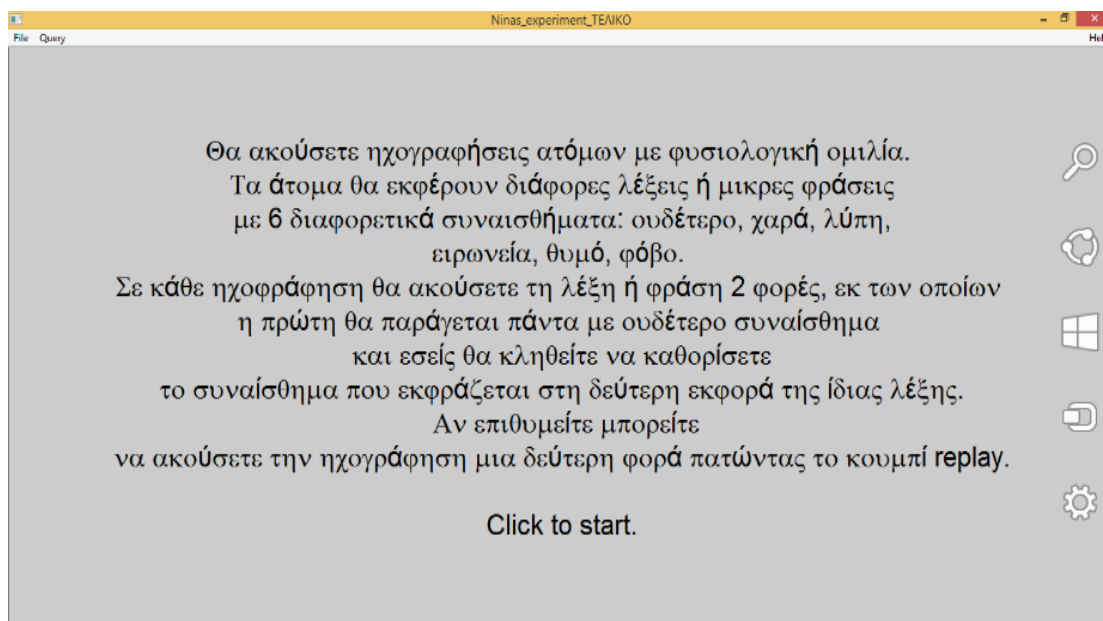 Ninas_experiment_ΤΕΛΙΚΟ
File Query Hel
Θα ακούσετε ηχογραφήσεις ατόμων με φυσιολογική ομιλία.
Τα άτομα θα εκφέρουν διάφορες λέξεις ή μικρες φράσεις
με 6 διαφορετικά συναισθήματα: ουδέτερο, χαρά, λύπη,
ειρωνεία, θυμό, φόβο.
Σε κάθε ηχοφράφηση θα ακούσετε τη λέξη ή φράση 2 φορές, εκ των οποίων
η πρώτη θα παράγεται πάντα με ουδέτερο συναίσθημα
και εσείς θα κληθείτε να καθορίσετε
το συναίσθημα που εκφράζεται στη δεύτερη εκφορά της ίδιας λέξης.
Αν επιθυμείτε μπορείτε
να ακούσετε την ηχογράφηση μια δεύτερη φορά πατώντας το κουμπί replay.
Click to start.